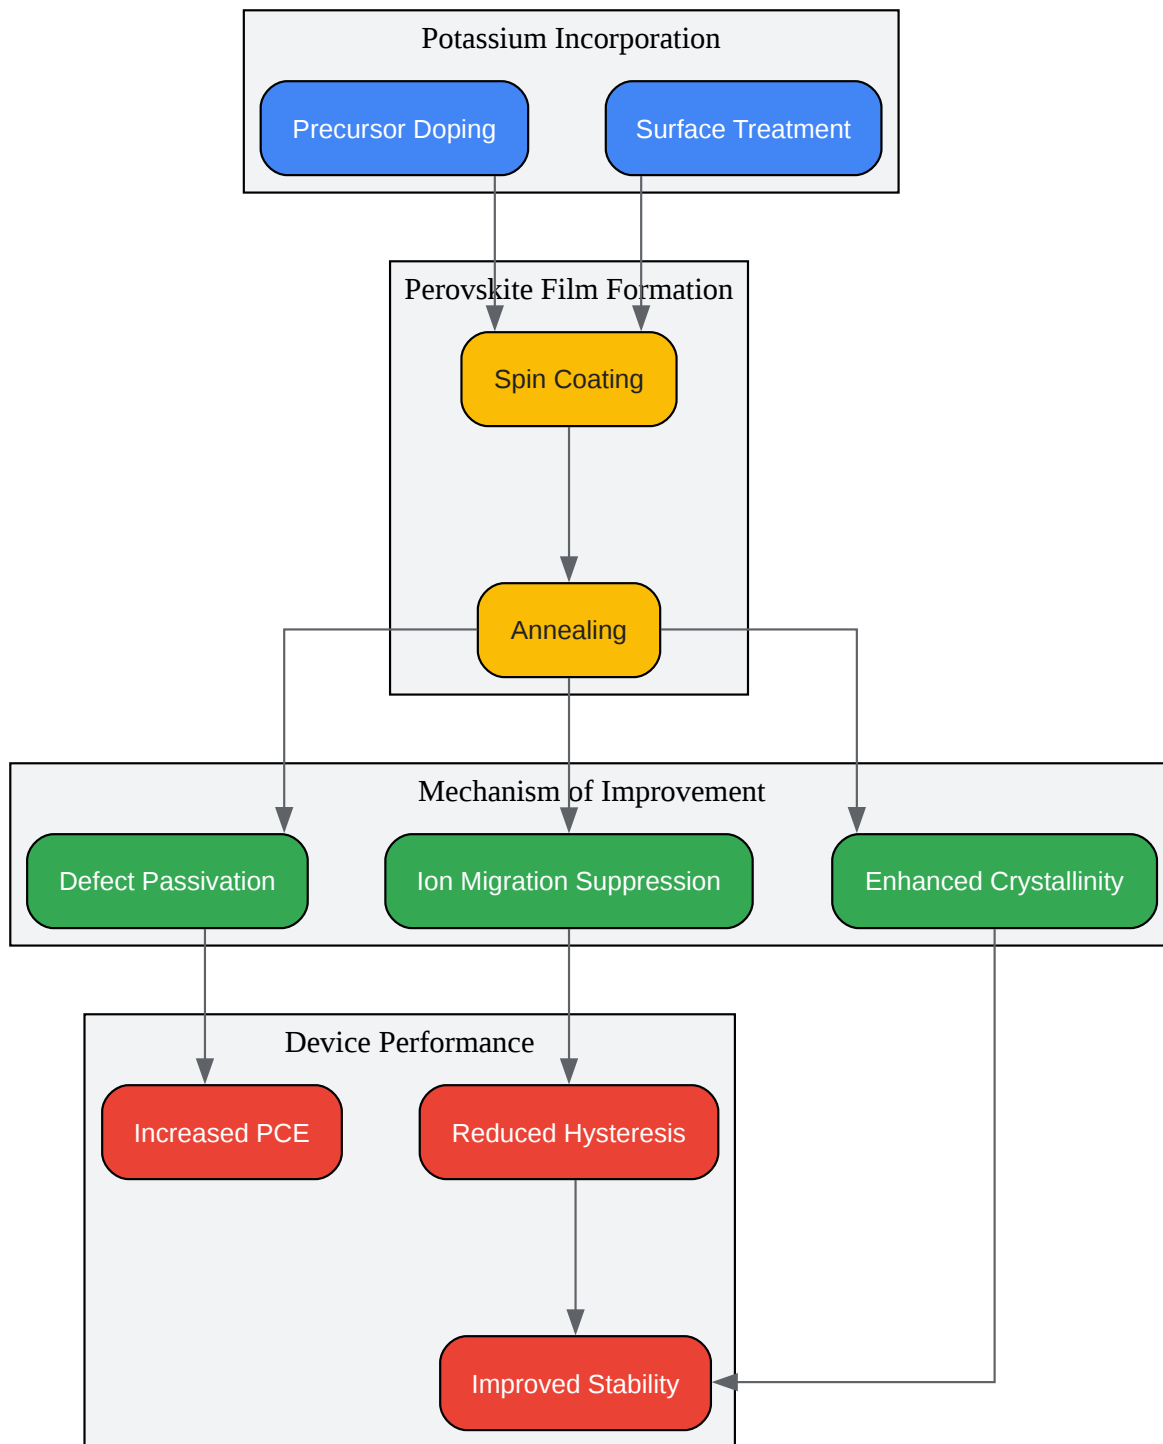 Potassium Incorporation
Precursor Doping
Surface Treatment
Perovskite Film Formation
Spin Coating
Annealing
Mechanism of Improvement
Defect Passivation
Ion Migration Suppression
Enhanced Crystallinity
Device Performance
Increased PCE
Reduced Hysteresis
Improved Stability